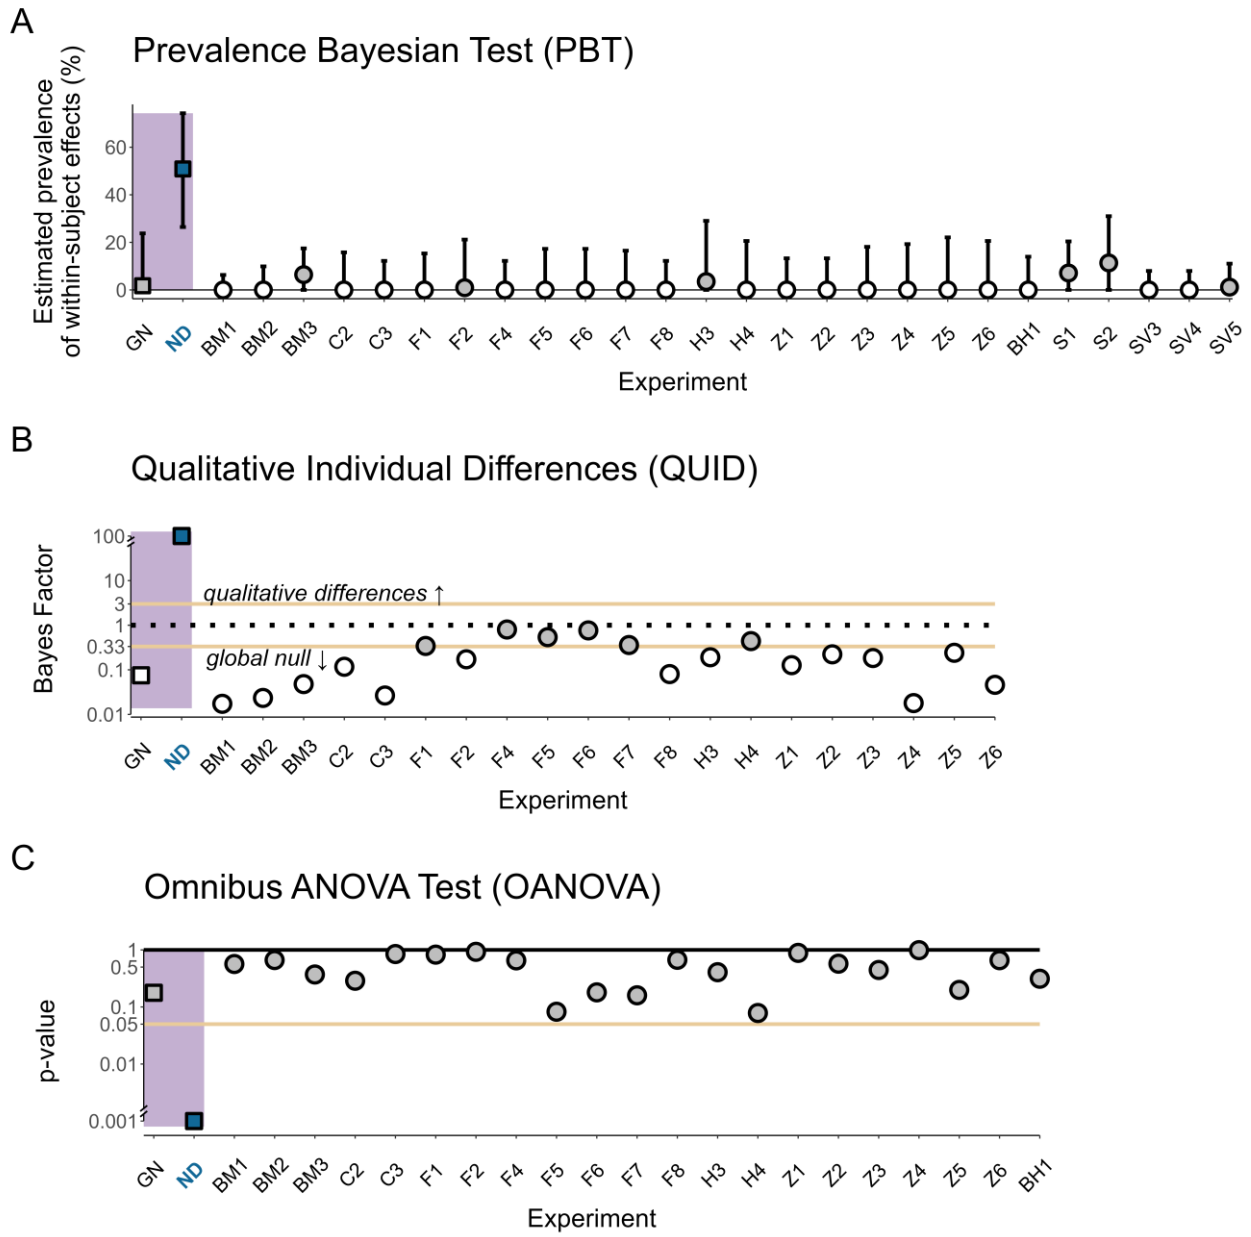 A
Prevalence Bayesian Test (PBT)
Estimated prevalence
of within-subject effects (%)
60
40
20
0
GN ND BM1 BM2 BM3 C2 C3 F1 F2 F4 F5 F6 F7 F8 H3 H4 Z1 Z2 Z3 Z4 Z5 Z6 BH1 S1 S2 SV3 SV4 SV5
Experiment
B
Qualitative Individual Differences (QUID)
Bayes Factor
100
10
3
1
0.33
0.1
0.01
qualitative differences ↑
global null ↓
GN ND BM1 BM2 BM3 C2 C3 F1 F2 F4 F5 F6 F7 F8 H3 H4 Z1 Z2 Z3 Z4 Z5 Z6
Experiment
C
Omnibus ANOVA Test (OANOVA)
p-value
1
0.5
0.1
0.05
0.01
0.001
GN ND BM1 BM2 BM3 C2 C3 F1 F2 F4 F5 F6 F7 F8 H3 H4 Z1 Z2 Z3 Z4 Z5 Z6 BH1
Experiment